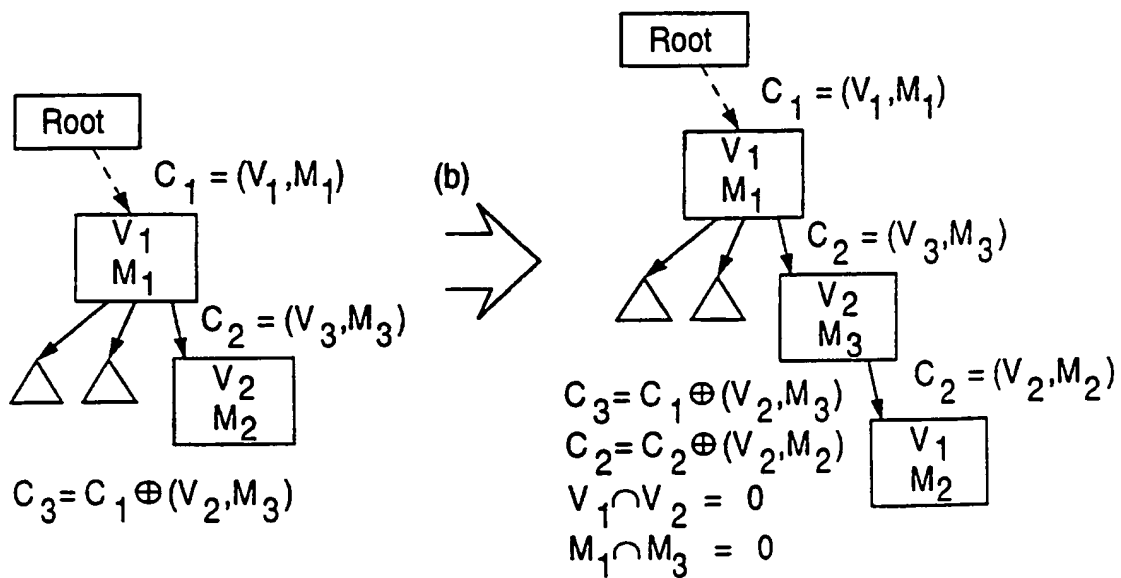 Root
C₁ = (V₁,M₁)
V₁
M₁
C₂ = (V₃,M₃)
V₂
M₂
C₃ = C₁ ⊕ (V₂,M₃)
(b)
Root
C₁ = (V₁,M₁)
V₁
M₁
C₂ = (V₃,M₃)
V₂
M₃
C₂ = (V₂,M₂)
V₁
M₂
C₃ = C₁ ⊕ (V₂,M₃)
C₂ = C₂ ⊕ (V₂,M₂)
V₁∩V₂ = 0
M₁∩M₃ = 0